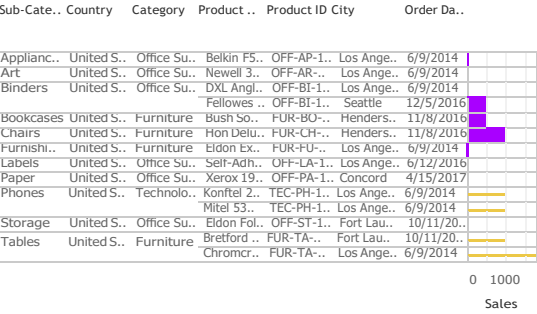 Sub-Cate.. Country Category Product .. Product ID City Order Da..
Applianc.. United S.. Office Su.. Belkin F5.. OFF-AP-1.. Los Ange.. 6/9/2014
Art United S.. Office Su.. Newell 3.. OFF-AR-.. Los Ange.. 6/9/2014
Binders United S.. Office Su.. DXL Angl.. OFF-BI-1.. Los Ange.. 6/9/2014
Fellowes .. OFF-BI-1.. Seattle 12/5/2016
Bookcases United S.. Furniture Bush So.. FUR-BO-.. Henders.. 11/8/2016
Chairs United S.. Furniture Hon Delu.. FUR-CH-.. Henders.. 11/8/2016
Furnishi.. United S.. Furniture Eldon Ex.. FUR-FU-.. Los Ange.. 6/9/2014
Labels United S.. Office Su.. Self-Adh.. OFF-LA-1.. Los Ange.. 6/12/2016
Paper United S.. Office Su.. Xerox 19.. OFF-PA-1.. Concord 4/15/2017
Phones United S.. Technolo.. Konftel 2.. TEC-PH-1.. Los Ange.. 6/9/2014
Mitel 53.. TEC-PH-1.. Los Ange.. 6/9/2014
Storage United S.. Office Su.. Eldon Fol.. OFF-ST-1.. Fort Lau.. 10/11/20..
Tables United S.. Furniture Bretford .. FUR-TA-.. Fort Lau.. 10/11/20..
Chromcr.. FUR-TA-.. Los Ange.. 6/9/2014
0 1000
Sales